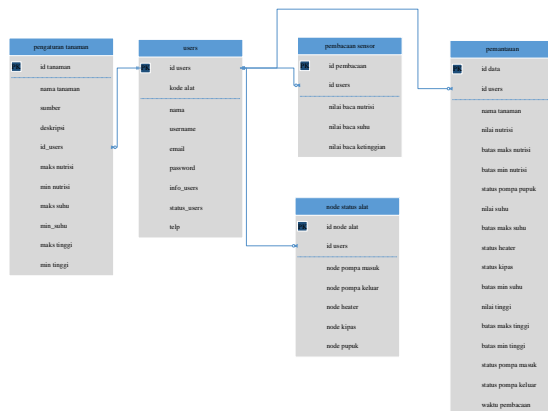 pengaturan tanaman
PK
id tanaman
nama tanaman
sumber
deskripsi
id_users
maks nutrisi
min nutrisi
maks suhu
min_suhu
maks tinggi
min tinggi
users
PK
id users
kode alat
nama
username
email
password
info_users
status_users
telp
pembacaan sensor
PK
id pembacaan
id users
nilai baca nutrisi
nilai baca suhu
nilai baca ketinggian
node status alat
PK
id node alat
id users
node pompa masuk
node pompa keluar
node heater
node kipas
node pupuk
pemantauan
PK
id data
id users
nama tanaman
nilai nutrisi
batas maks nutrisi
batas min nutrisi
status pompa pupuk
nilai suhu
batas maks suhu
status heater
status kipas
batas min suhu
nilai tinggi
batas maks tinggi
batas min tinggi
status pompa masuk
status pompa keluar
waktu pembacaan